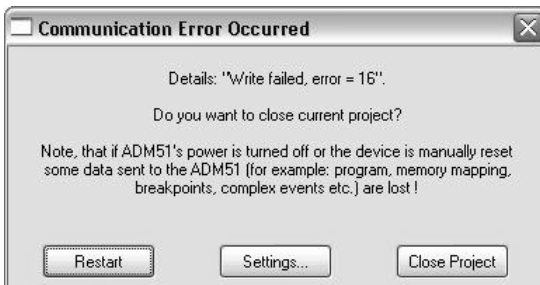 Communication Error Occurred
Details: "Write failed, error = 16".
Do you want to close current project?
Note, that if ADM51's power is turned off or the device is manually reset
some data sent to the ADM51 (for example: program, memory mapping,
breakpoints, complex events etc.) are lost !
Restart Settings... Close Project